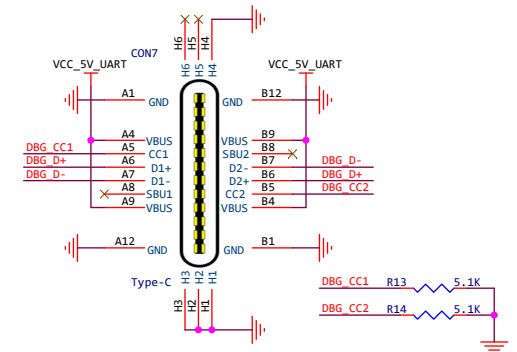 H6 H5 H4
CON7
H6 H5 H4
VCC_5V_UART VCC_5V_UART
A1 GND GND B12
A4 VBUS VBUS B9
DBG_CC1 A5 CC1 SBU2 B8
DBG_D+ A6 D1+ D2- B7 DBG_D-
DBG_D- A7 D1- D2+ B6 DBG_D+
A8 SBU1 CC2 B5 DBG_CC2
A9 VBUS VBUS B4
A12 GND GND B1
Type-C H3 H2 H1
H3 H2 H1
DBG_CC1 R13 5.1K
DBG_CC2 R14 5.1K